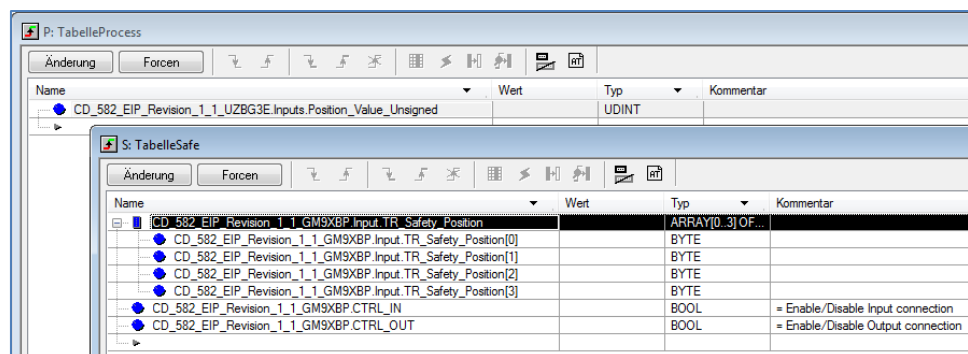 P: TabelleProcess
Änderung Forcen
Name Wert Typ Kommentar
CD_582_EIP_Revision_1_1_UZBG3E.Inputs.Position_Value_Unsigned UDINT
S: TabelleSafe
Änderung Forcen
Name Wert Typ Kommentar
CD_582_EIP_Revision_1_1_GM9XBP.Input.TR_Safety_Position ARRAY[0..3] OF...
CD_582_EIP_Revision_1_1_GM9XBP.Input.TR_Safety_Position[0] BYTE
CD_582_EIP_Revision_1_1_GM9XBP.Input.TR_Safety_Position[1] BYTE
CD_582_EIP_Revision_1_1_GM9XBP.Input.TR_Safety_Position[2] BYTE
CD_582_EIP_Revision_1_1_GM9XBP.Input.TR_Safety_Position[3] BYTE
CD_582_EIP_Revision_1_1_GM9XBP.CTRL_IN BOOL = Enable/Disable Input connection
CD_582_EIP_Revision_1_1_GM9XBP.CTRL_OUT BOOL = Enable/Disable Output connection